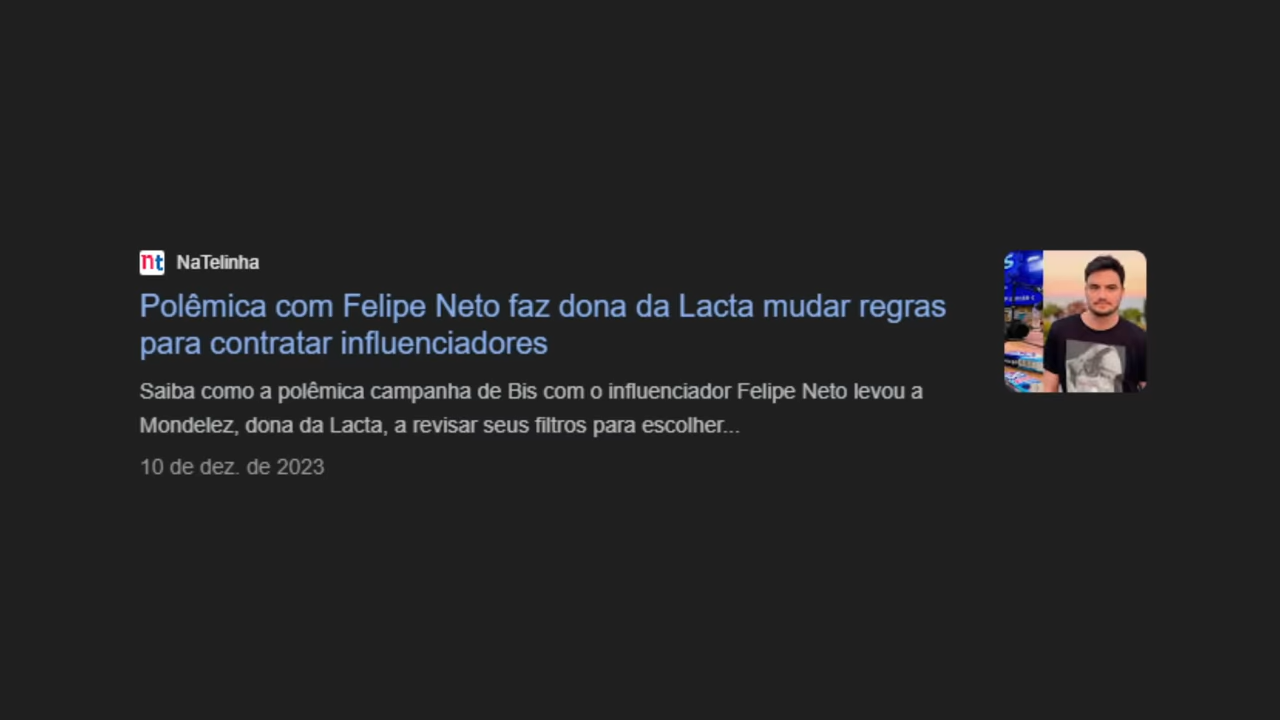 nt NaTelinha
Polêmica com Felipe Neto faz dona da Lacta mudar regras
para contratar influenciadores
Saiba como a polêmica campanha de Bis com o influenciador Felipe Neto levou a
Mondelez, dona da Lacta, a revisar seus filtros para escolher...
10 de dez. de 2023